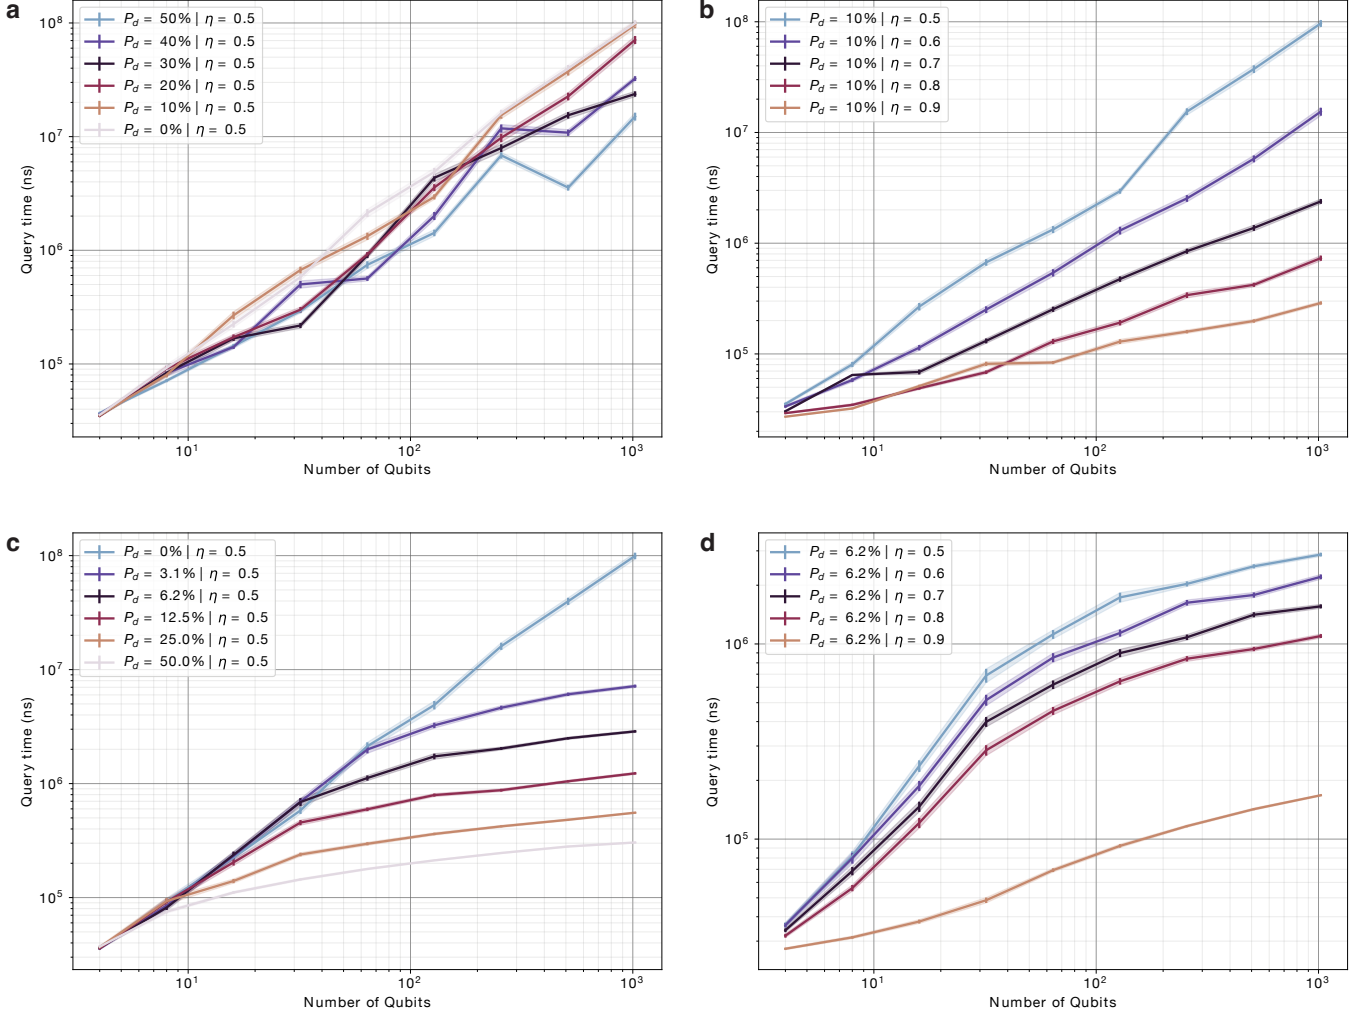 a
10⁸
10⁷
10⁶
10⁵
Query time (ns)
P_d = 50% | η = 0.5
P_d = 40% | η = 0.5
P_d = 30% | η = 0.5
P_d = 20% | η = 0.5
P_d = 10% | η = 0.5
P_d = 0% | η = 0.5
10¹ 10² 10³
Number of Qubits
b
10⁸
10⁷
10⁶
10⁵
Query time (ns)
P_d = 10% | η = 0.5
P_d = 10% | η = 0.6
P_d = 10% | η = 0.7
P_d = 10% | η = 0.8
P_d = 10% | η = 0.9
10¹ 10² 10³
Number of Qubits
c
10⁸
10⁷
10⁶
10⁵
Query time (ns)
P_d = 0% | η = 0.5
P_d = 3.1% | η = 0.5
P_d = 6.2% | η = 0.5
P_d = 12.5% | η = 0.5
P_d = 25.0% | η = 0.5
P_d = 50.0% | η = 0.5
10¹ 10² 10³
Number of Qubits
d
10⁶
10⁵
Query time (ns)
P_d = 6.2% | η = 0.5
P_d = 6.2% | η = 0.6
P_d = 6.2% | η = 0.7
P_d = 6.2% | η = 0.8
P_d = 6.2% | η = 0.9
10¹ 10² 10³
Number of Qubits